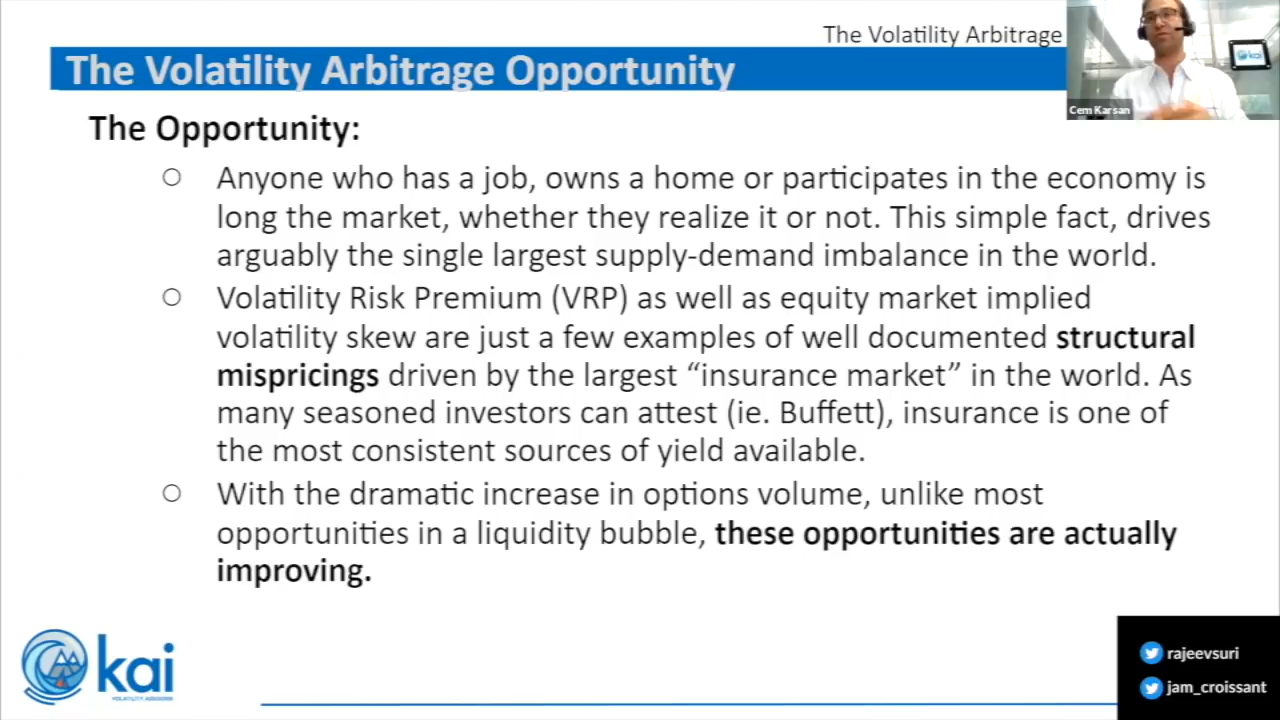 The Volatility Arbitrage
The Volatility Arbitrage Opportunity
kai
Cem Karsan
The Opportunity:
Anyone who has a job, owns a home or participates in the economy is
long the market, whether they realize it or not. This simple fact, drives
arguably the single largest supply-demand imbalance in the world.
Volatility Risk Premium (VRP) as well as equity market implied
volatility skew are just a few examples of well documented structural
mispricings driven by the largest “insurance market” in the world. As
many seasoned investors can attest (ie. Buffett), insurance is one of
the most consistent sources of yield available.
With the dramatic increase in options volume, unlike most
opportunities in a liquidity bubble, these opportunities are actually
improving.
kai
VOLATILITY ADVISORS
rajeevsuri
jam_croissant